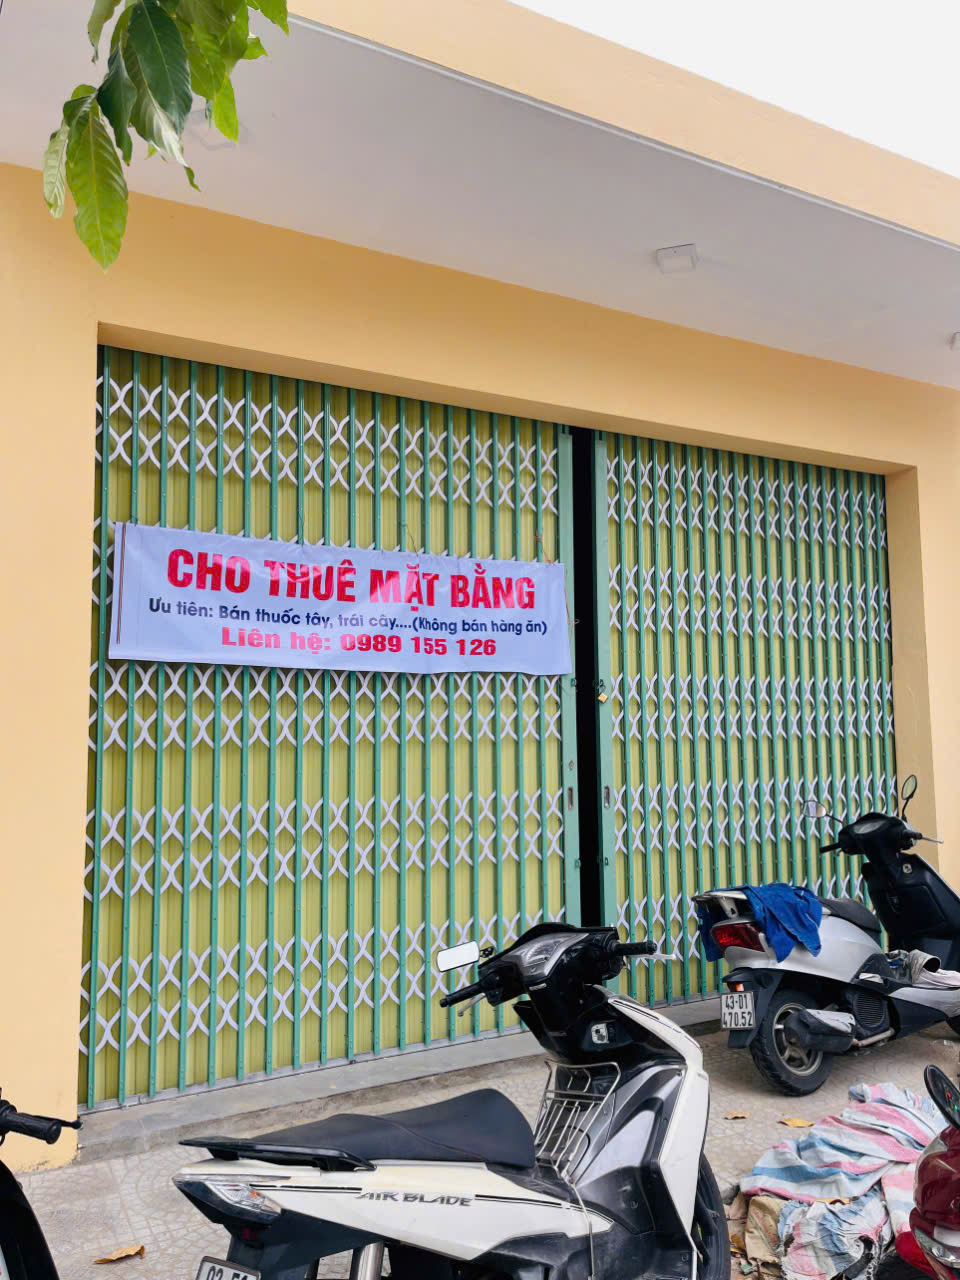 CHO THUÊ MẶT BẰNG
Ưu tiên: Bán thuốc tây, trái cây....(Không bán hàng ăn)
Liên hệ: 0989 155 126
43-D1
470.52
AIR BLADE